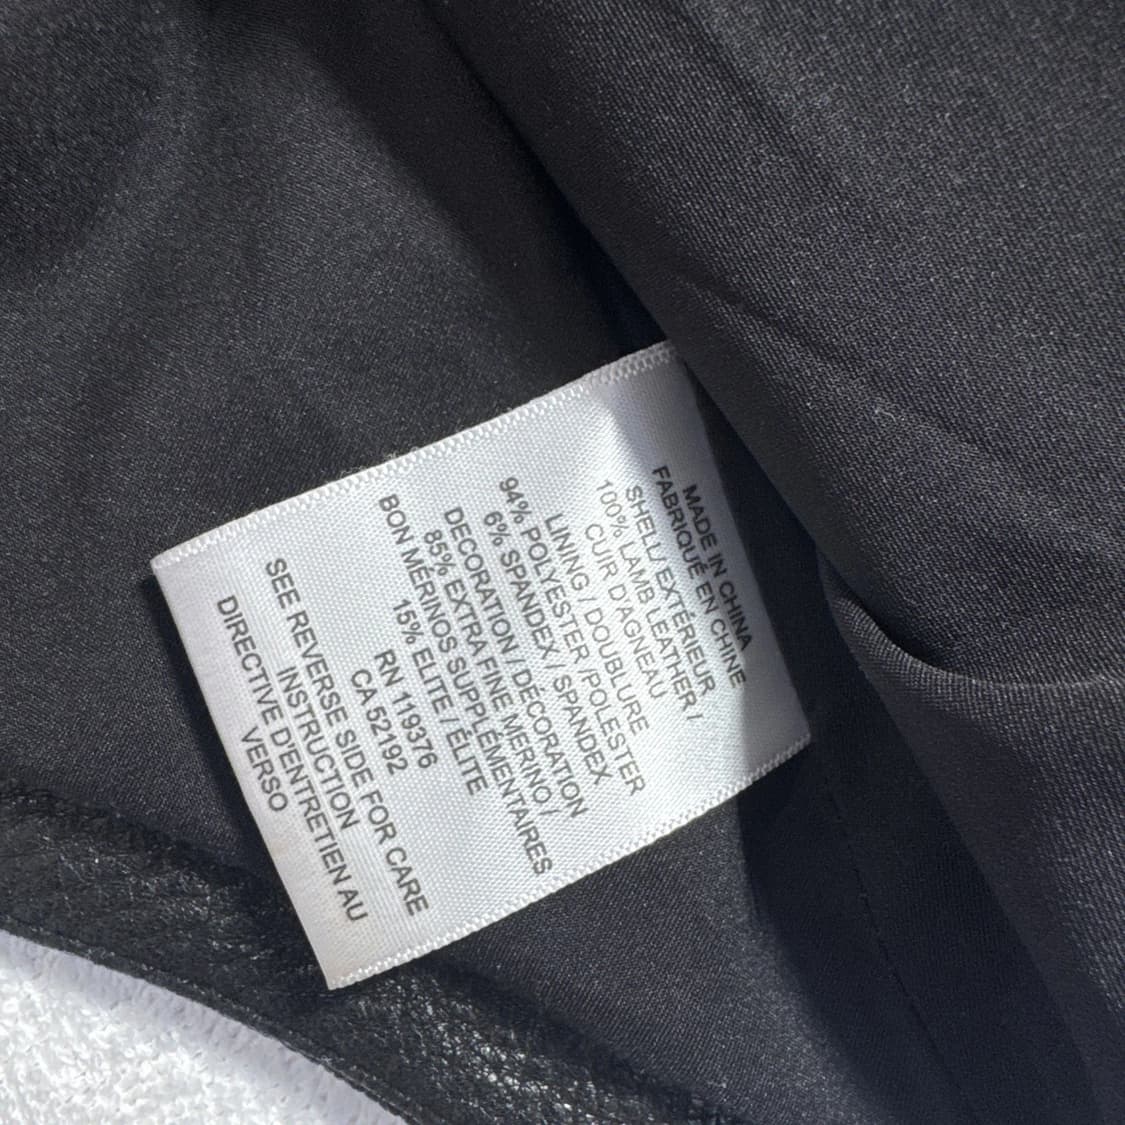 MADE IN CHINA
FABRIQUÉ EN CHINE
SHELL/ EXTÉRIEUR
100% LAMB LEATHER /
CUIR D'AGNEAU
LINING / DOUBLURE
94% POLYESTER /POLESTER
6% SPANDEX / SPANDEX
DECORATION / DÉCORATION
85% EXTRA FINE MERINO /
BON MÉRINOS SUPPLÉMENTAIRES
15% ELITE / ÉLITE
RN 119376
CA 52192
SEE REVERSE SIDE FOR CARE
INSTRUCTION
DIRECTIVE D'ENTRETIEN AU
VERSO